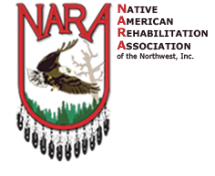 NARA
NATIVE
AMERICAN
REHABILITATION
ASSOCIATION
of the Northwest, Inc.